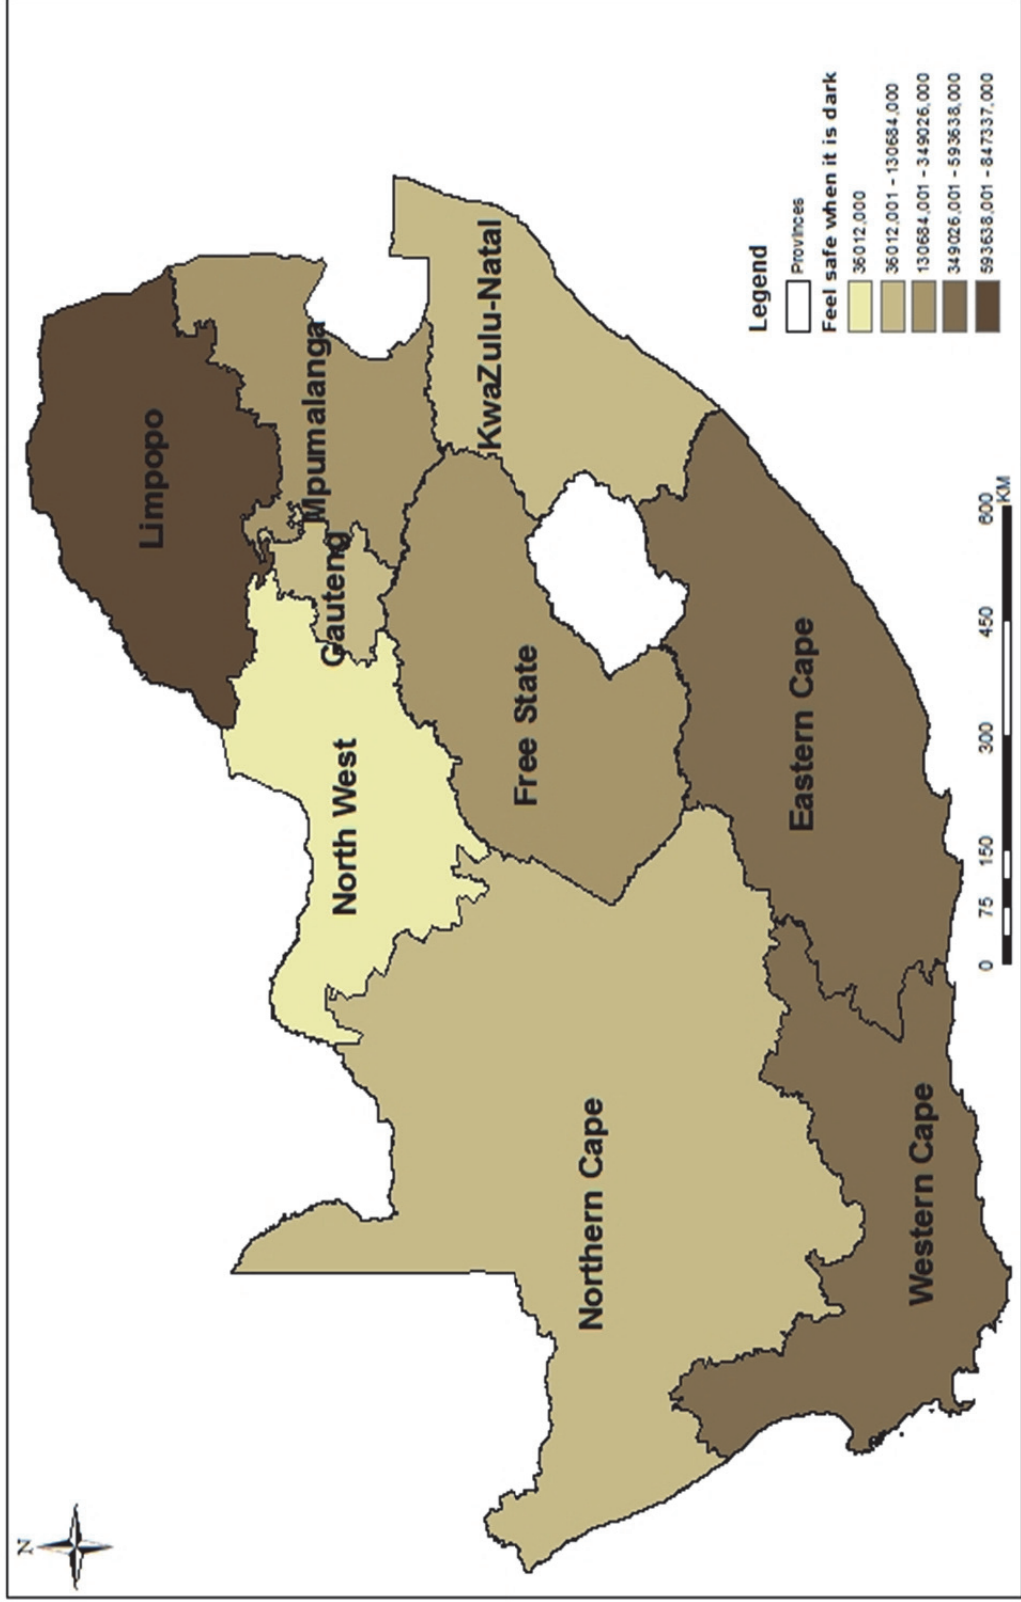 N
Limpopo
Mpumalanga
Gauteng
North West
KwaZulu-Natal
Free State
Northern Cape
Eastern Cape
Western Cape
Legend
Provinces
Feel safe when it is dark
36012,000
36012,001 - 130684,000
130684,001 - 349026,000
349026,001 - 593638,000
593638,001 - 847337,000
0 75 150 300 450 600
KM